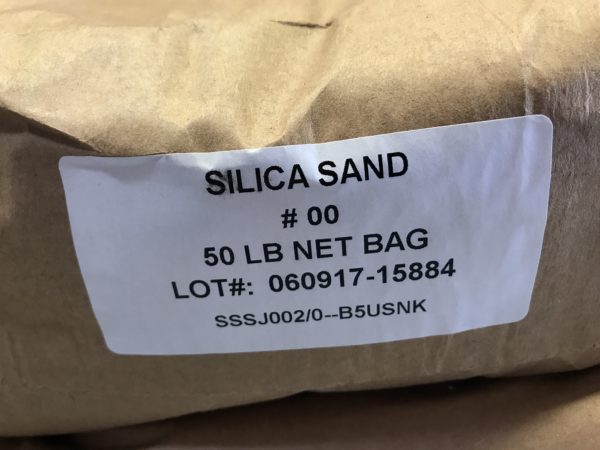 SILICA SAND
# 00
50 LB NET BAG
LOT#: 060917-15884
SSSJ002/0--B5USNK